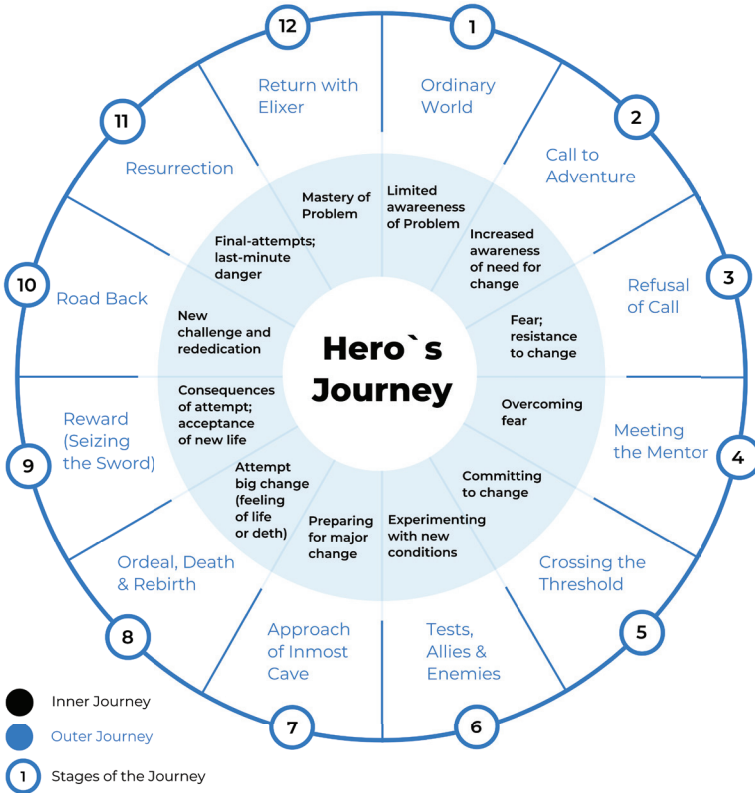 12
1
Return with
Elixer
Ordinary
World
11
2
Resurrection
Call to
Adventure
Mastery of
Problem
Limited
awareeness
of Problem
Final-attempts;
last-minute
danger
Increased
awareness
of need for
change
10
3
Road Back
Refusal
of Call
New
challenge and
rededication
Fear;
resistance
to change
Hero`s
Journey
Consequences
of attempt;
acceptance
of new life
Overcoming
fear
Reward
(Seizing
the Sword)
Meeting
the Mentor
9
4
Attempt
big change
(feeling
of life
or deth)
Committing
to change
Preparing
for major
change
Experimenting
with new
conditions
Ordeal, Death
& Rebirth
Crossing the
Threshold
8
5
Approach
of Inmost
Cave
Tests,
Allies &
Enemies
7
6
Inner Journey
Outer Journey
1 Stages of the Journey